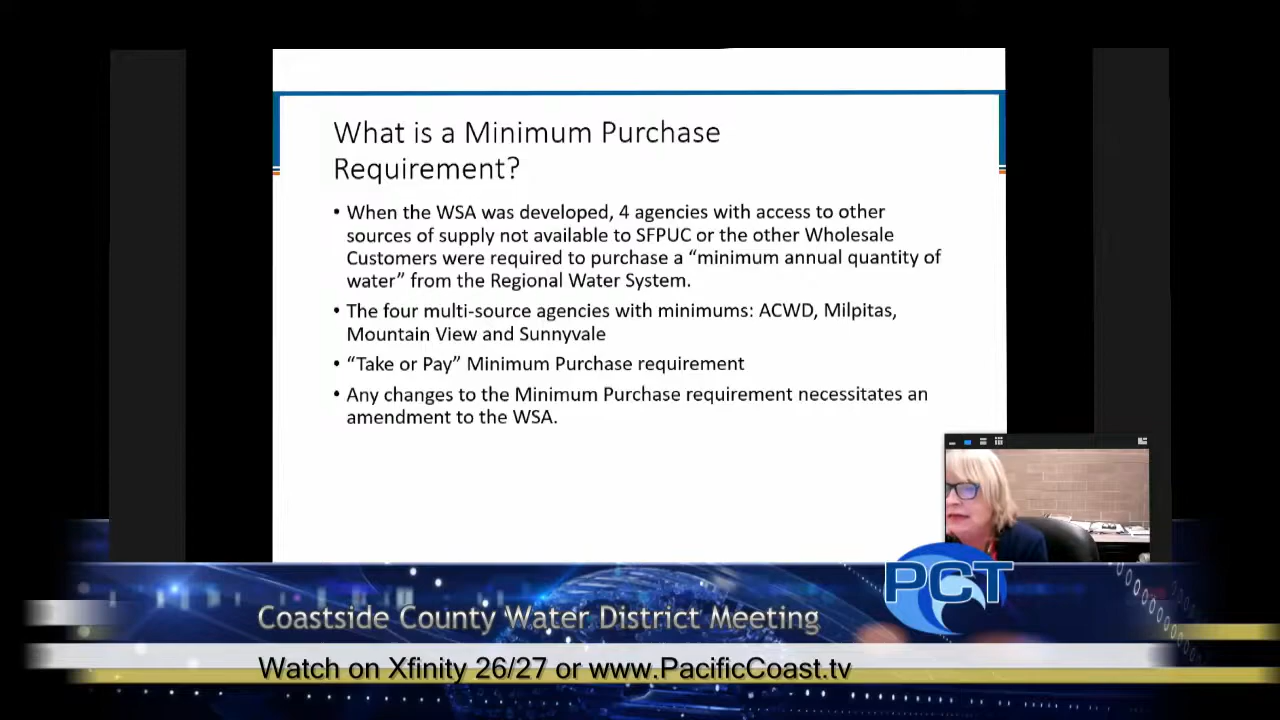 What is a Minimum Purchase
Requirement?
• When the WSA was developed, 4 agencies with access to other
sources of supply not available to SFPUC or the other Wholesale
Customers were required to purchase a “minimum annual quantity of
water” from the Regional Water System.
• The four multi-source agencies with minimums: ACWD, Milpitas,
Mountain View and Sunnyvale
• “Take or Pay” Minimum Purchase requirement
• Any changes to the Minimum Purchase requirement necessitates an
amendment to the WSA.
PCT
Coastside County Water District Meeting
Watch on Xfinity 26/27 or www.PacificCoast.tv